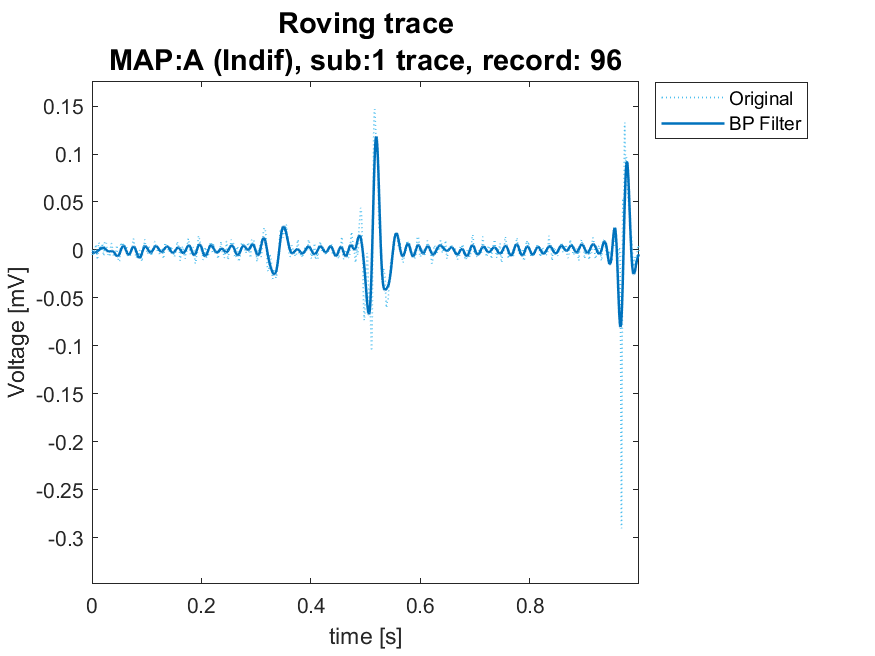 Roving trace
MAP:A (Indif), sub:1 trace, record: 96
Original
BP Filter
0.15
0.1
0.05
0
-0.05
-0.1
-0.15
-0.2
-0.25
-0.3
Voltage [mV]
0 0.2 0.4 0.6 0.8
time [s]